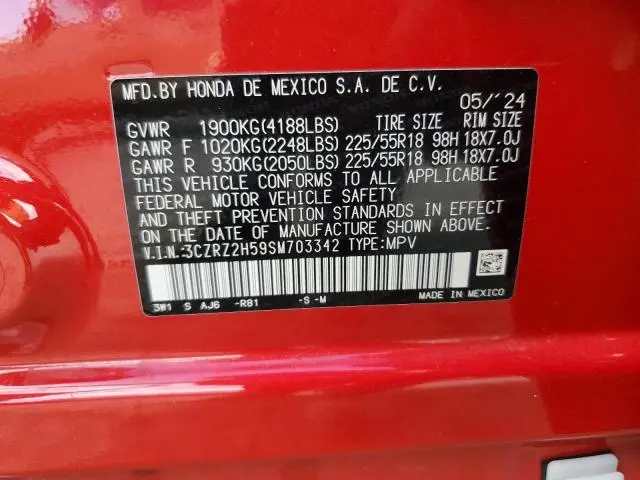 MFD.BY HONDA DE MEXICO S.A. DE C.V.
05/'24
GVWR 1900KG(4188LBS) TIRE SIZE RIM SIZE
GAWR F 1020KG(2248LBS) 225/55R18 98H 18X7.0J
GAWR R 930KG(2050LBS) 225/55R18 98H 18X7.0J
THIS VEHICLE CONFORMS TO ALL APPLICABLE
FEDERAL MOTOR VEHICLE SAFETY
AND THEFT PREVENTION STANDARDS IN EFFECT
ON THE DATE OF MANUFACTURE SHOWN ABOVE.
V.I.N.:3CZRZ2H59SM703342 TYPE:MPV
3W1 S AJ6 -R81 -S -M MADE IN MEXICO